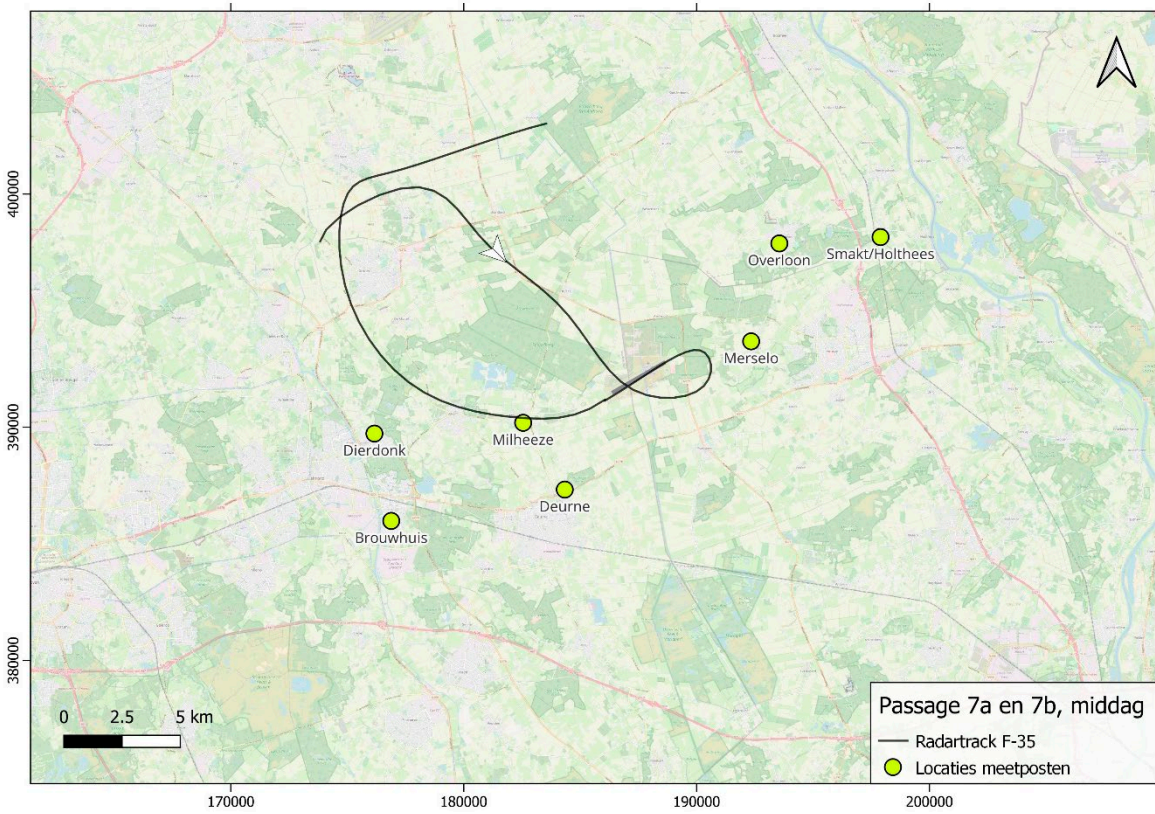 400000
390000
380000
Overloon
Smakt/Holthees
Merselo
Milheeze
Dierdonk
Deurne
Brouwhuis
0 2.5 5 km
Passage 7a en 7b, middag
Radartrack F-35
Locaties meetposten
170000 180000 190000 200000